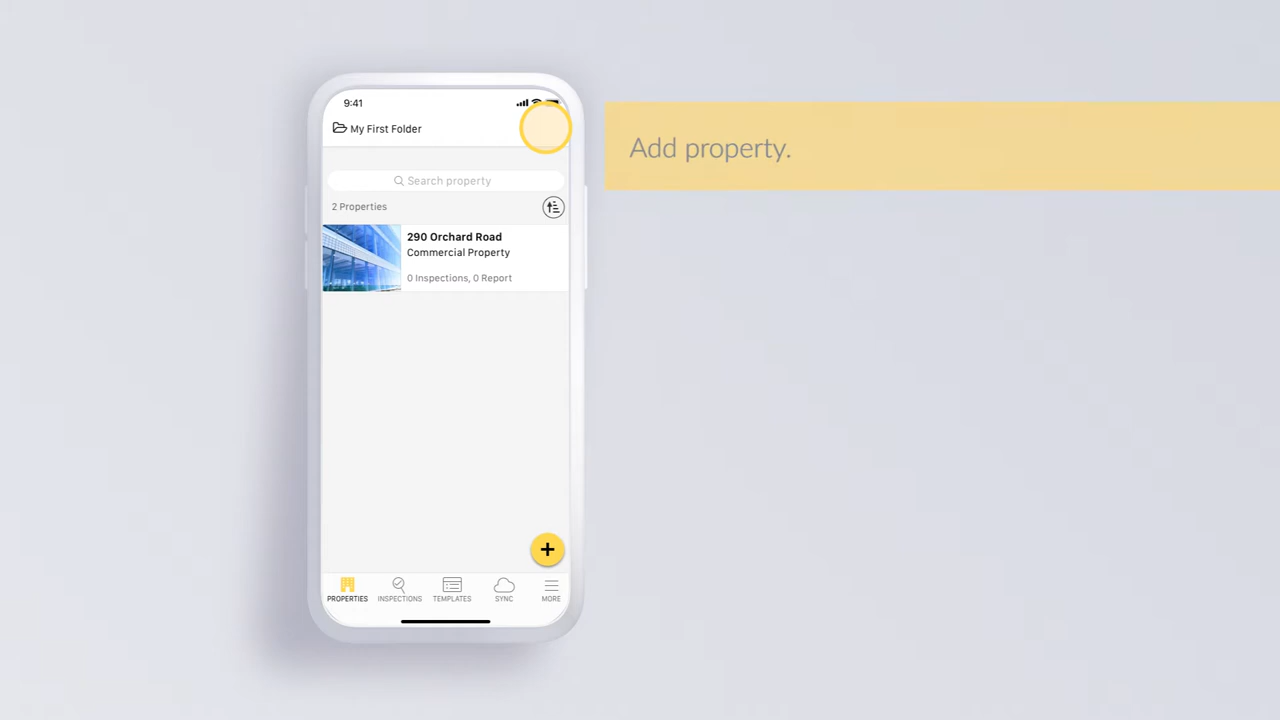 9:41
My First Folder
Add property.
Search property
2 Properties
290 Orchard Road
Commercial Property
0 Inspections, 0 Report
+
PROPERTIES
INSPECTIONS
TEMPLATES
SYNC
MORE